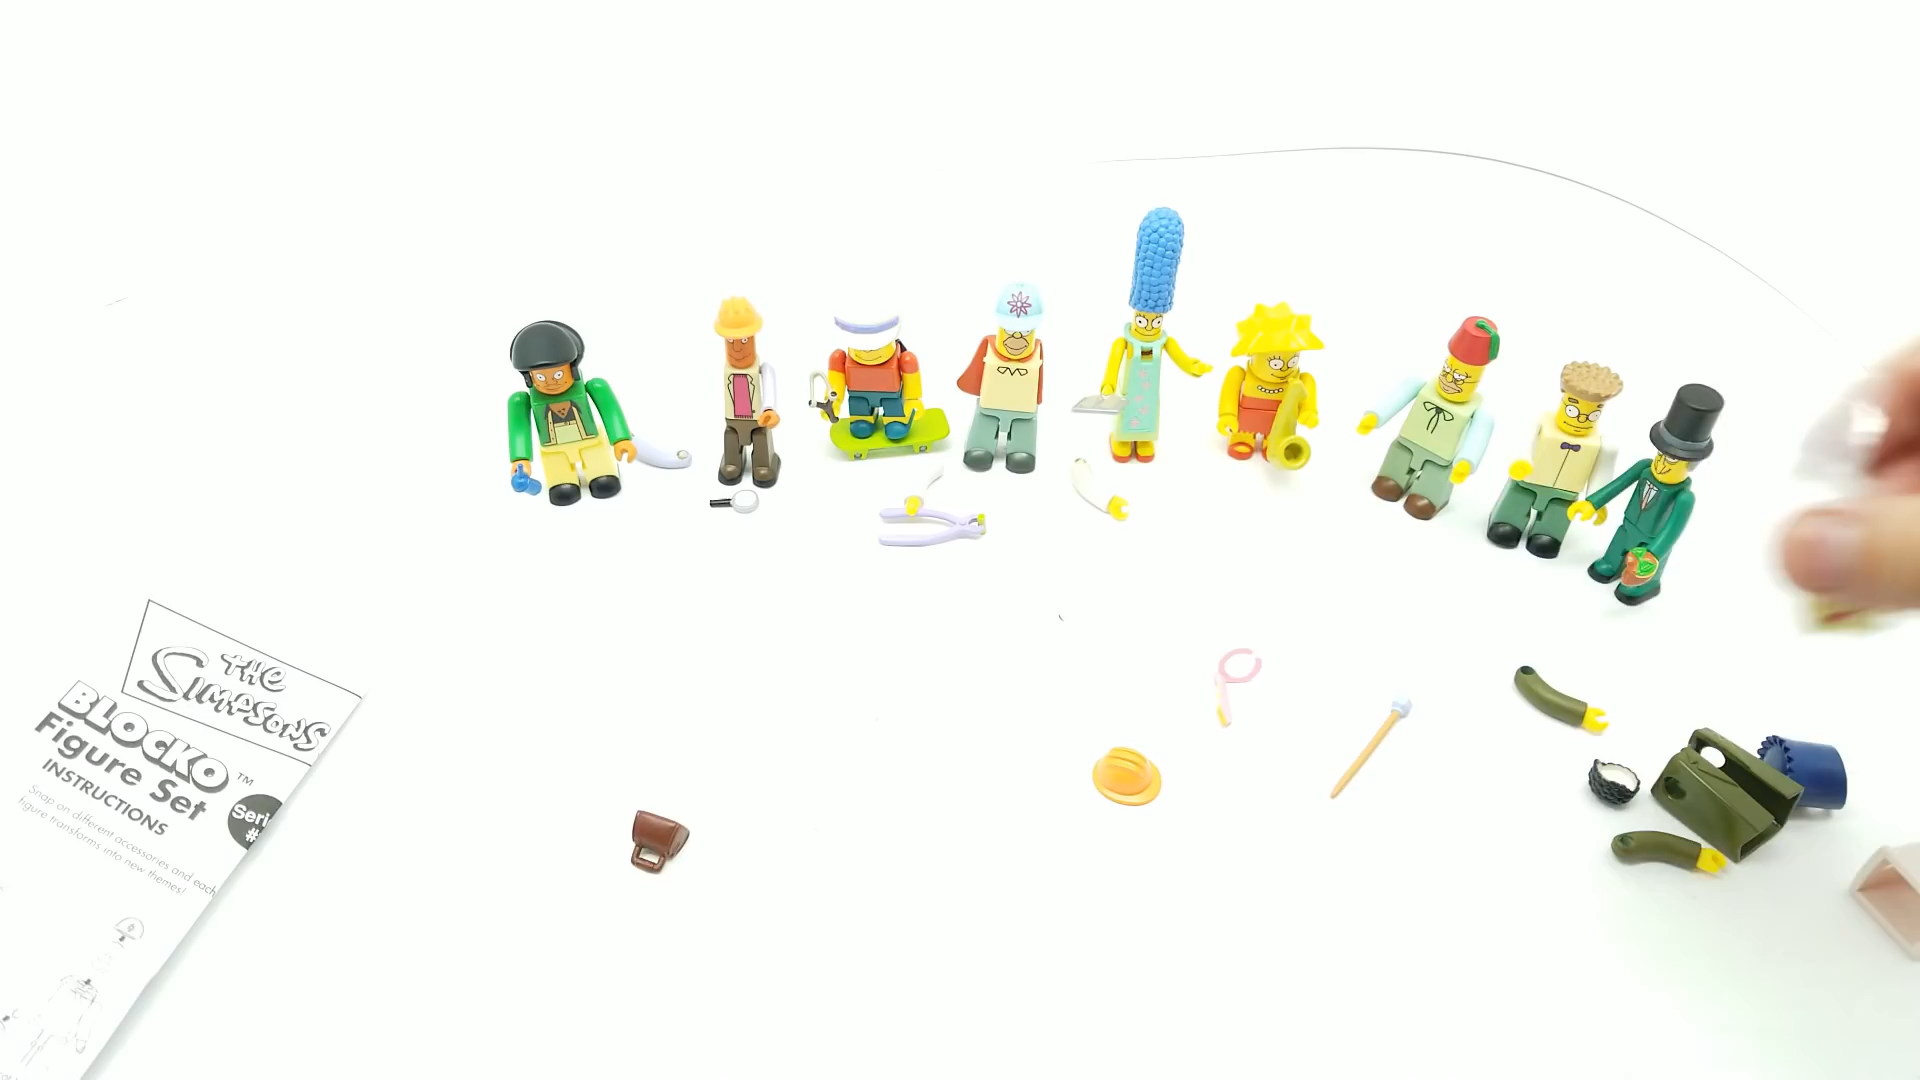 THE
SIMPSONS
BLOCKO™
Figure Set
INSTRUCTIONS
Snap on different accessories and each
figure transforms into new themes!
Seri
#